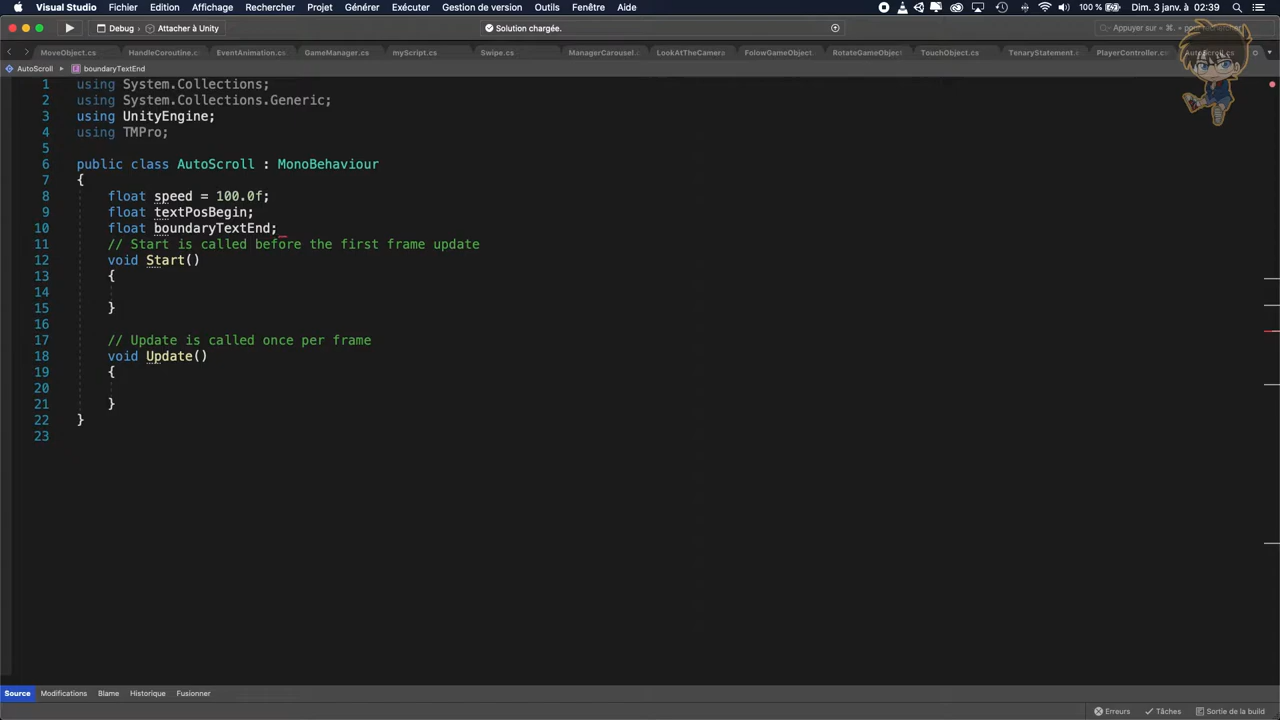 Visual Studio Fichier Edition Affichage Rechercher Projet Générer Exécuter Gestion de version Outils Fenêtre Aide 100 % Dim. 3 janv. à 02:39
Debug Attacher à Unity Solution chargée. Appuyer sur « ⌘. » pour
MoveObject.cs HandleCoroutine.c EventAnimation.cs GameManager.cs myScript.cs Swipe.cs ManagerCarousel.c LookAtTheCamera FolowGameObject. RotateGameObject TouchObject.cs TenaryStatement. PlayerController.cs AutoScroll.cs
AutoScroll boundaryTextEnd
1 using System.Collections;
2 using System.Collections.Generic;
3 using UnityEngine;
4 using TMPro;
5
6 public class AutoScroll : MonoBehaviour
7 {
8 float speed = 100.0f;
9 float textPosBegin;
10 float boundaryTextEnd;
11 // Start is called before the first frame update
12 void Start()
13 {
14
15 }
16
17 // Update is called once per frame
18 void Update()
19 {
20
21 }
22 }
23
Source Modifications Blame Historique Fusionner
Erreurs Tâches Sortie de la build